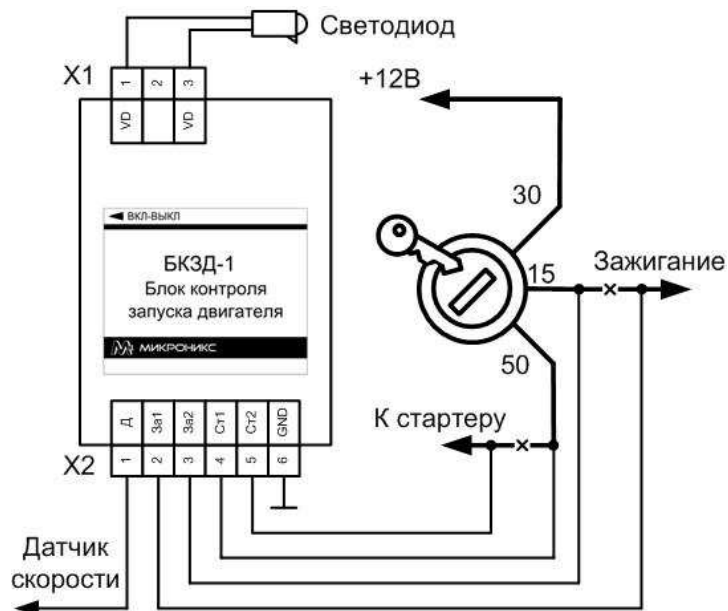 Светодиод
X1
1
2
3
VD
VD
+12В
ВКЛ-ВЫКЛ
30
БКЗД-1
Блок контроля
запуска двигателя
15
Зажигание
МИКРОНИКС
50
К стартеру
Д
За1
За2
Ст1
Ст2
GND
X2
1
2
3
4
5
6
Датчик
скорости